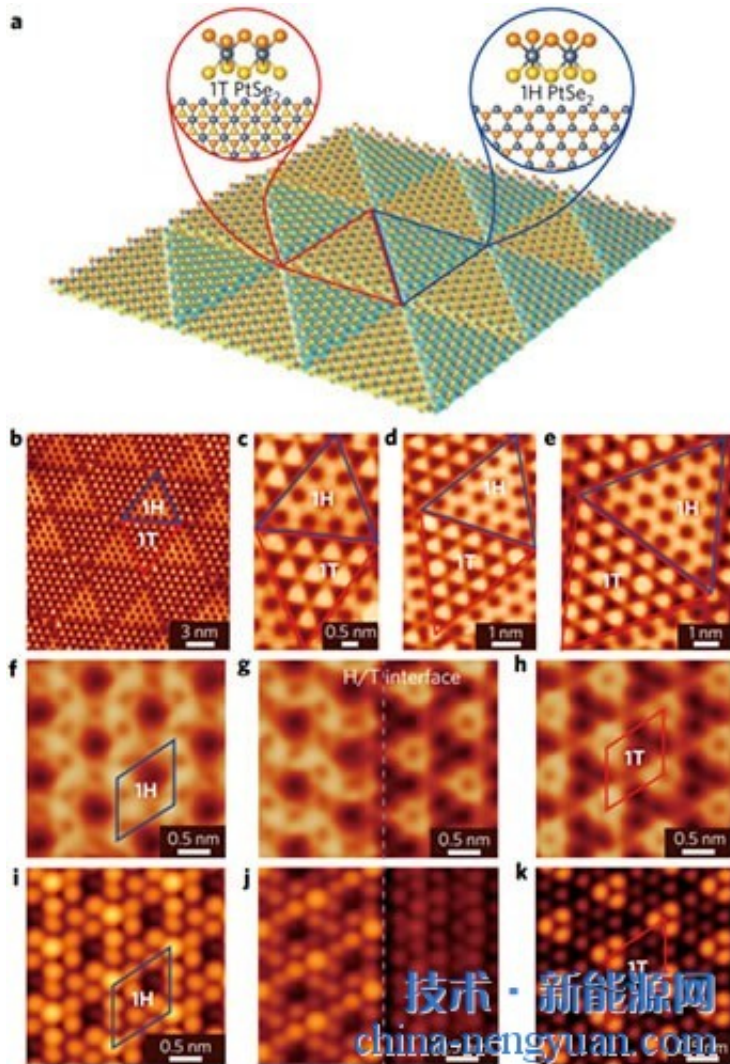 a
1T PtSe₂
1H PtSe₂
b
1H
1T
3 nm
c
1H
1T
0.5 nm
d
1H
1T
1 nm
e
1H
1T
1 nm
f
1H
0.5 nm
g
H/T interface
0.5 nm
h
1T
0.5 nm
i
1H
0.5 nm
j
k
1T
技术·新能源网
china-nengyuan.com